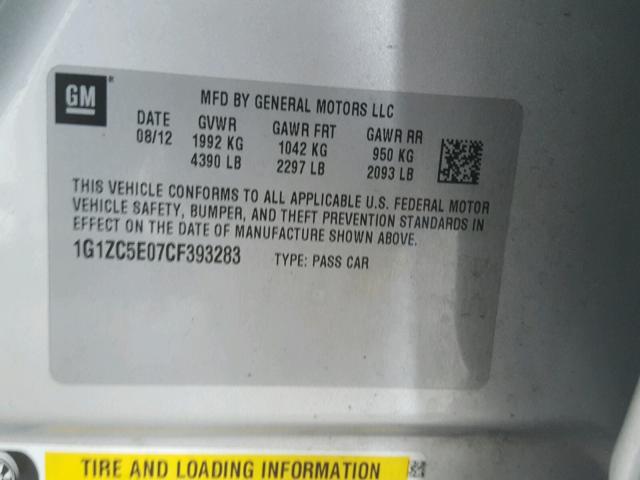 GM
MFD BY GENERAL MOTORS LLC
DATE GVWR GAWR FRT GAWR RR
08/12 1992 KG 1042 KG 950 KG
4390 LB 2297 LB 2093 LB
THIS VEHICLE CONFORMS TO ALL APPLICABLE U.S. FEDERAL MOTOR
VEHICLE SAFETY, BUMPER, AND THEFT PREVENTION STANDARDS IN
EFFECT ON THE DATE OF MANUFACTURE SHOWN ABOVE.
1G1ZC5E07CF393283 TYPE: PASS CAR
TIRE AND LOADING INFORMATION